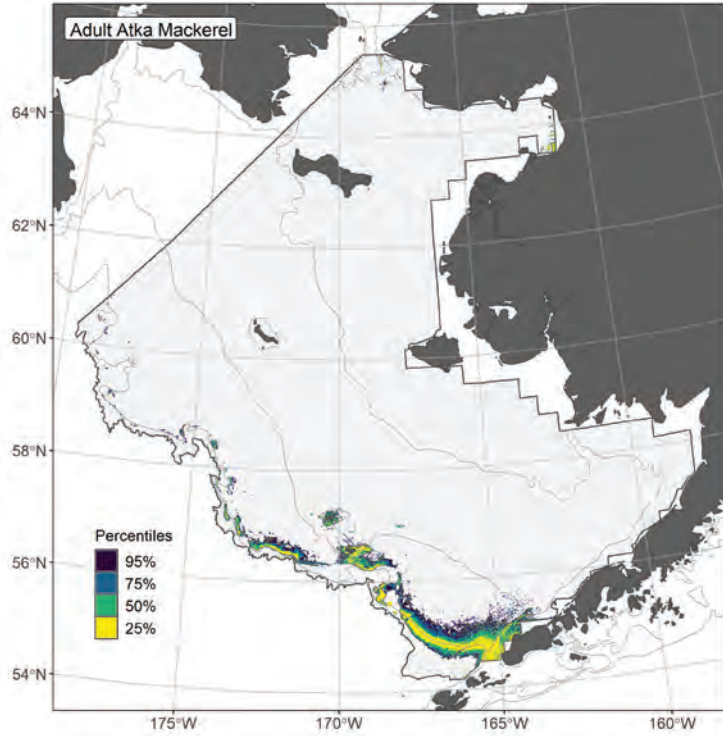 Adult Atka Mackerel
64°N
62°N
60°N
58°N
56°N
54°N
Percentiles
95%
75%
50%
25%
175°W
170°W
165°W
160°W